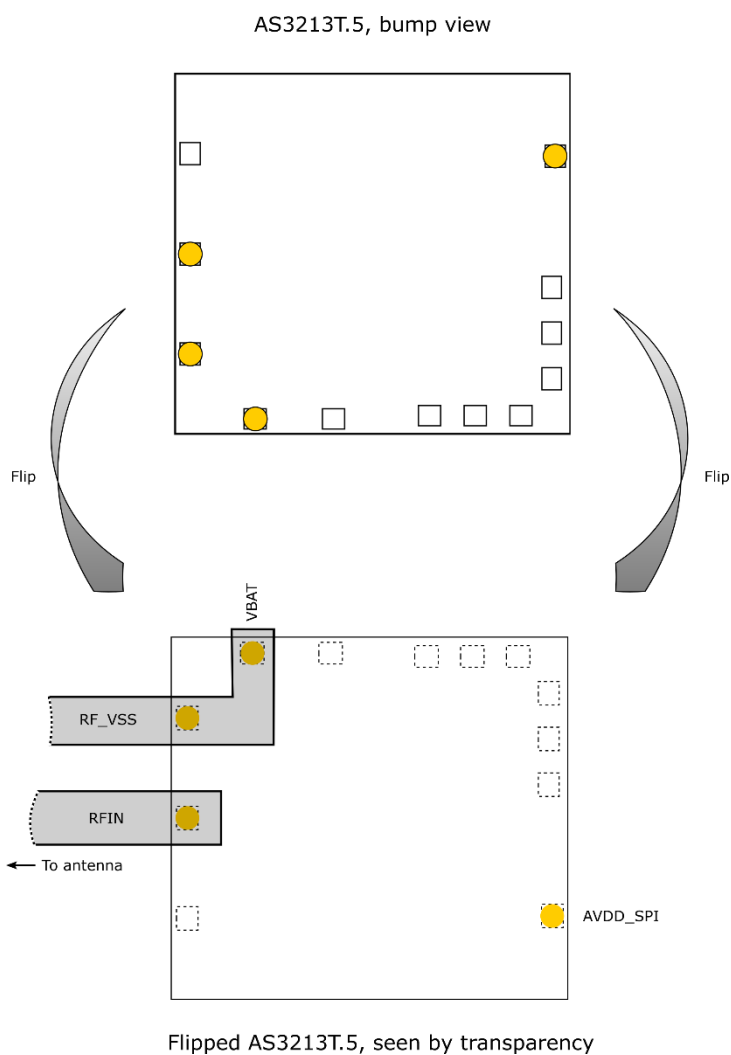 AS3213T.5, bump view
Flip
Flip
VBAT
RF_VSS
RFIN
To antenna
AVDD_SPI
Flipped AS3213T.5, seen by transparency